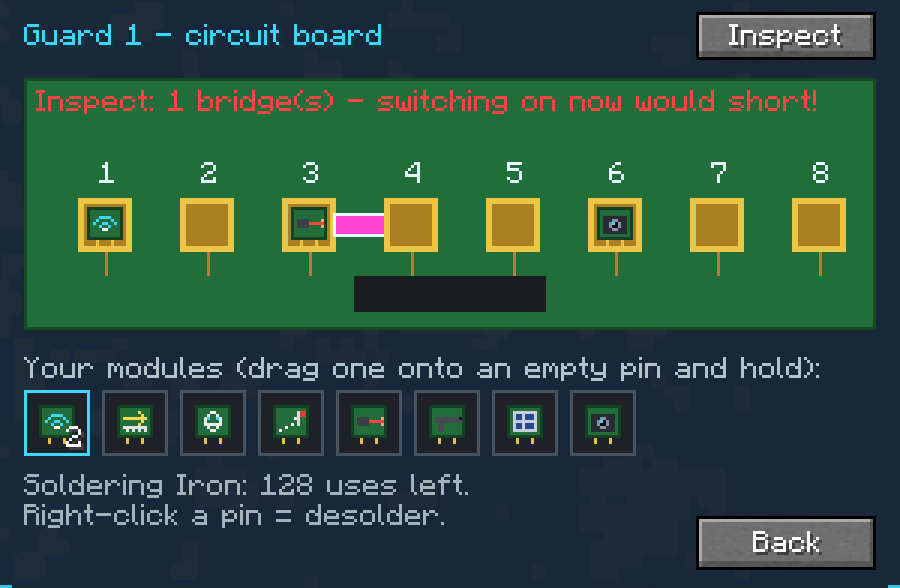 Guard 1 - circuit board
Inspect
Inspect: 1 bridge(s) - switching on now would short!
1 2 3 4 5 6 7 8
Your modules (drag one onto an empty pin and hold):
2
Soldering Iron: 128 uses left.
Right-click a pin = desolder.
Back